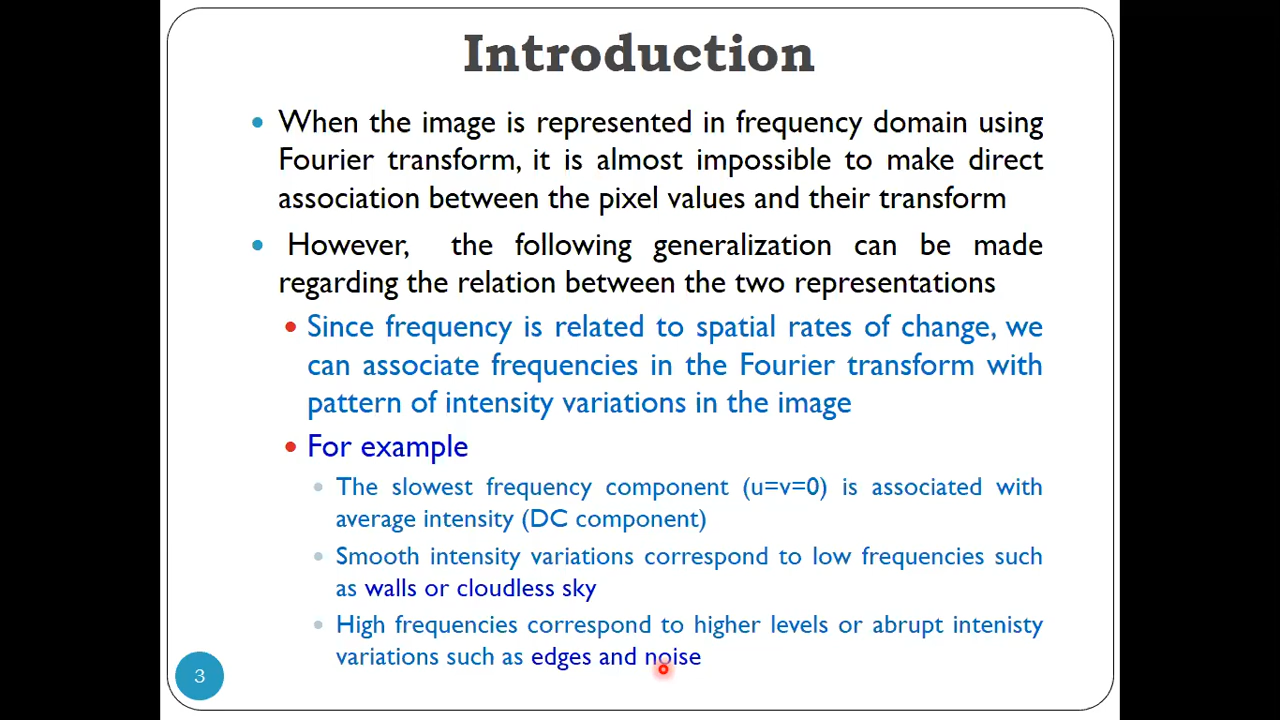 Introduction
• When the image is represented in frequency domain using
Fourier transform, it is almost impossible to make direct
association between the pixel values and their transform
• However, the following generalization can be made
regarding the relation between the two representations
• Since frequency is related to spatial rates of change, we
can associate frequencies in the Fourier transform with
pattern of intensity variations in the image
• For example
• The slowest frequency component (u=v=0) is associated with
average intensity (DC component)
• Smooth intensity variations correspond to low frequencies such
as walls or cloudless sky
• High frequencies correspond to higher levels or abrupt intenisty
variations such as edges and noise
3